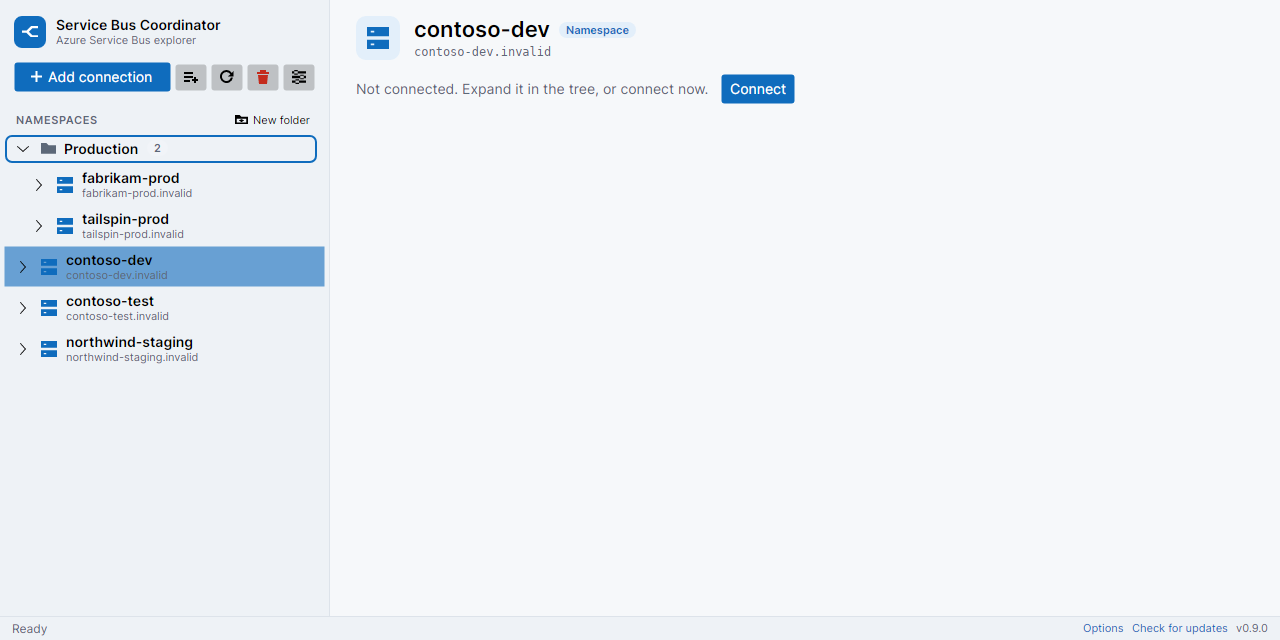 Service Bus Coordinator
Azure Service Bus explorer
Add connection
NAMESPACES
New folder
Production 2
fabrikam-prod
fabrikam-prod.invalid
tailspin-prod
tailspin-prod.invalid
contoso-dev
contoso-dev.invalid
contoso-test
contoso-test.invalid
northwind-staging
northwind-staging.invalid
contoso-dev Namespace
contoso-dev.invalid
Not connected. Expand it in the tree, or connect now. Connect
Ready
Options Check for updates v0.9.0